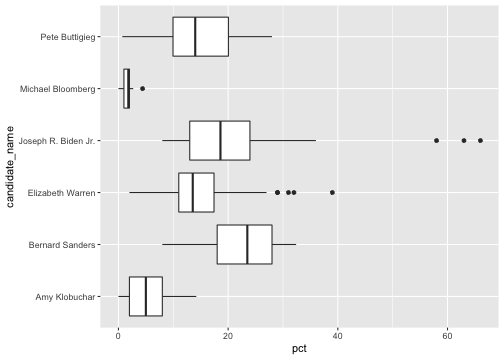 Pete Buttigieg
Michael Bloomberg
Joseph R. Biden Jr.
Elizabeth Warren
Bernard Sanders
Amy Klobuchar
candidate_name
0 20 40 60
pct